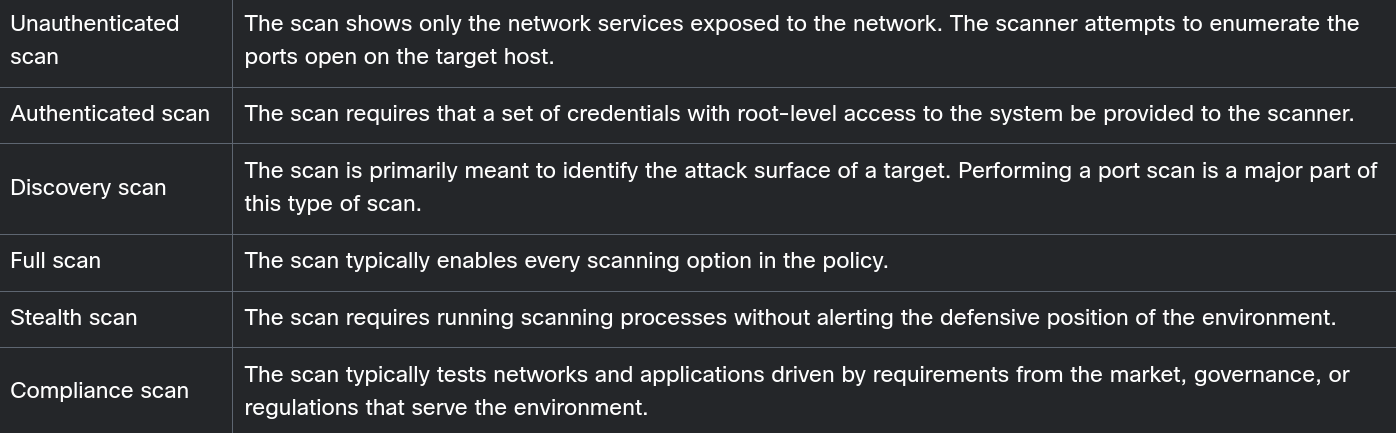 Unauthenticated
scan
The scan shows only the network services exposed to the network. The scanner attempts to enumerate the
ports open on the target host.
Authenticated scan
The scan requires that a set of credentials with root-level access to the system be provided to the scanner.
Discovery scan
The scan is primarily meant to identify the attack surface of a target. Performing a port scan is a major part of
this type of scan.
Full scan
The scan typically enables every scanning option in the policy.
Stealth scan
The scan requires running scanning processes without alerting the defensive position of the environment.
Compliance scan
The scan typically tests networks and applications driven by requirements from the market, governance, or
regulations that serve the environment.